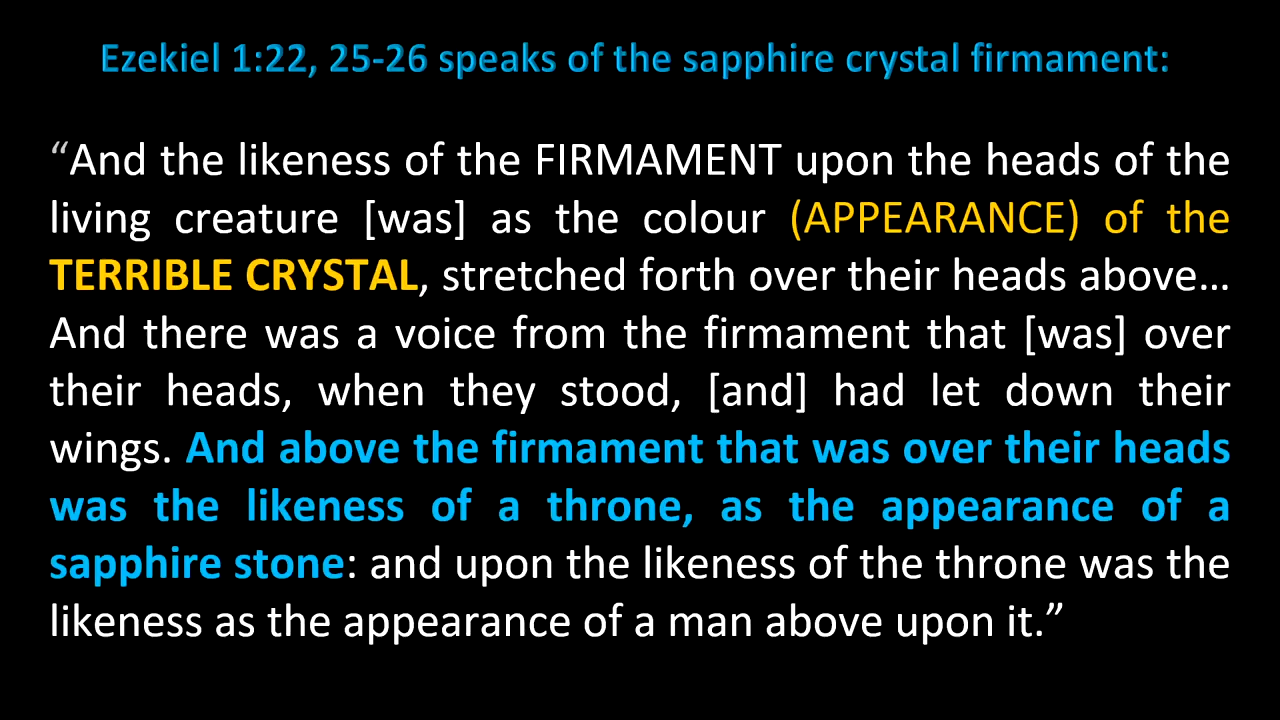 Ezekiel 1:22, 25-26 speaks of the sapphire crystal firmament:
“And the likeness of the FIRMAMENT upon the heads of the
living creature [was] as the colour (APPEARANCE) of the
TERRIBLE CRYSTAL, stretched forth over their heads above…
And there was a voice from the firmament that [was] over
their heads, when they stood, [and] had let down their
wings. And above the firmament that was over their heads
was the likeness of a throne, as the appearance of a
sapphire stone: and upon the likeness of the throne was the
likeness as the appearance of a man above upon it.”